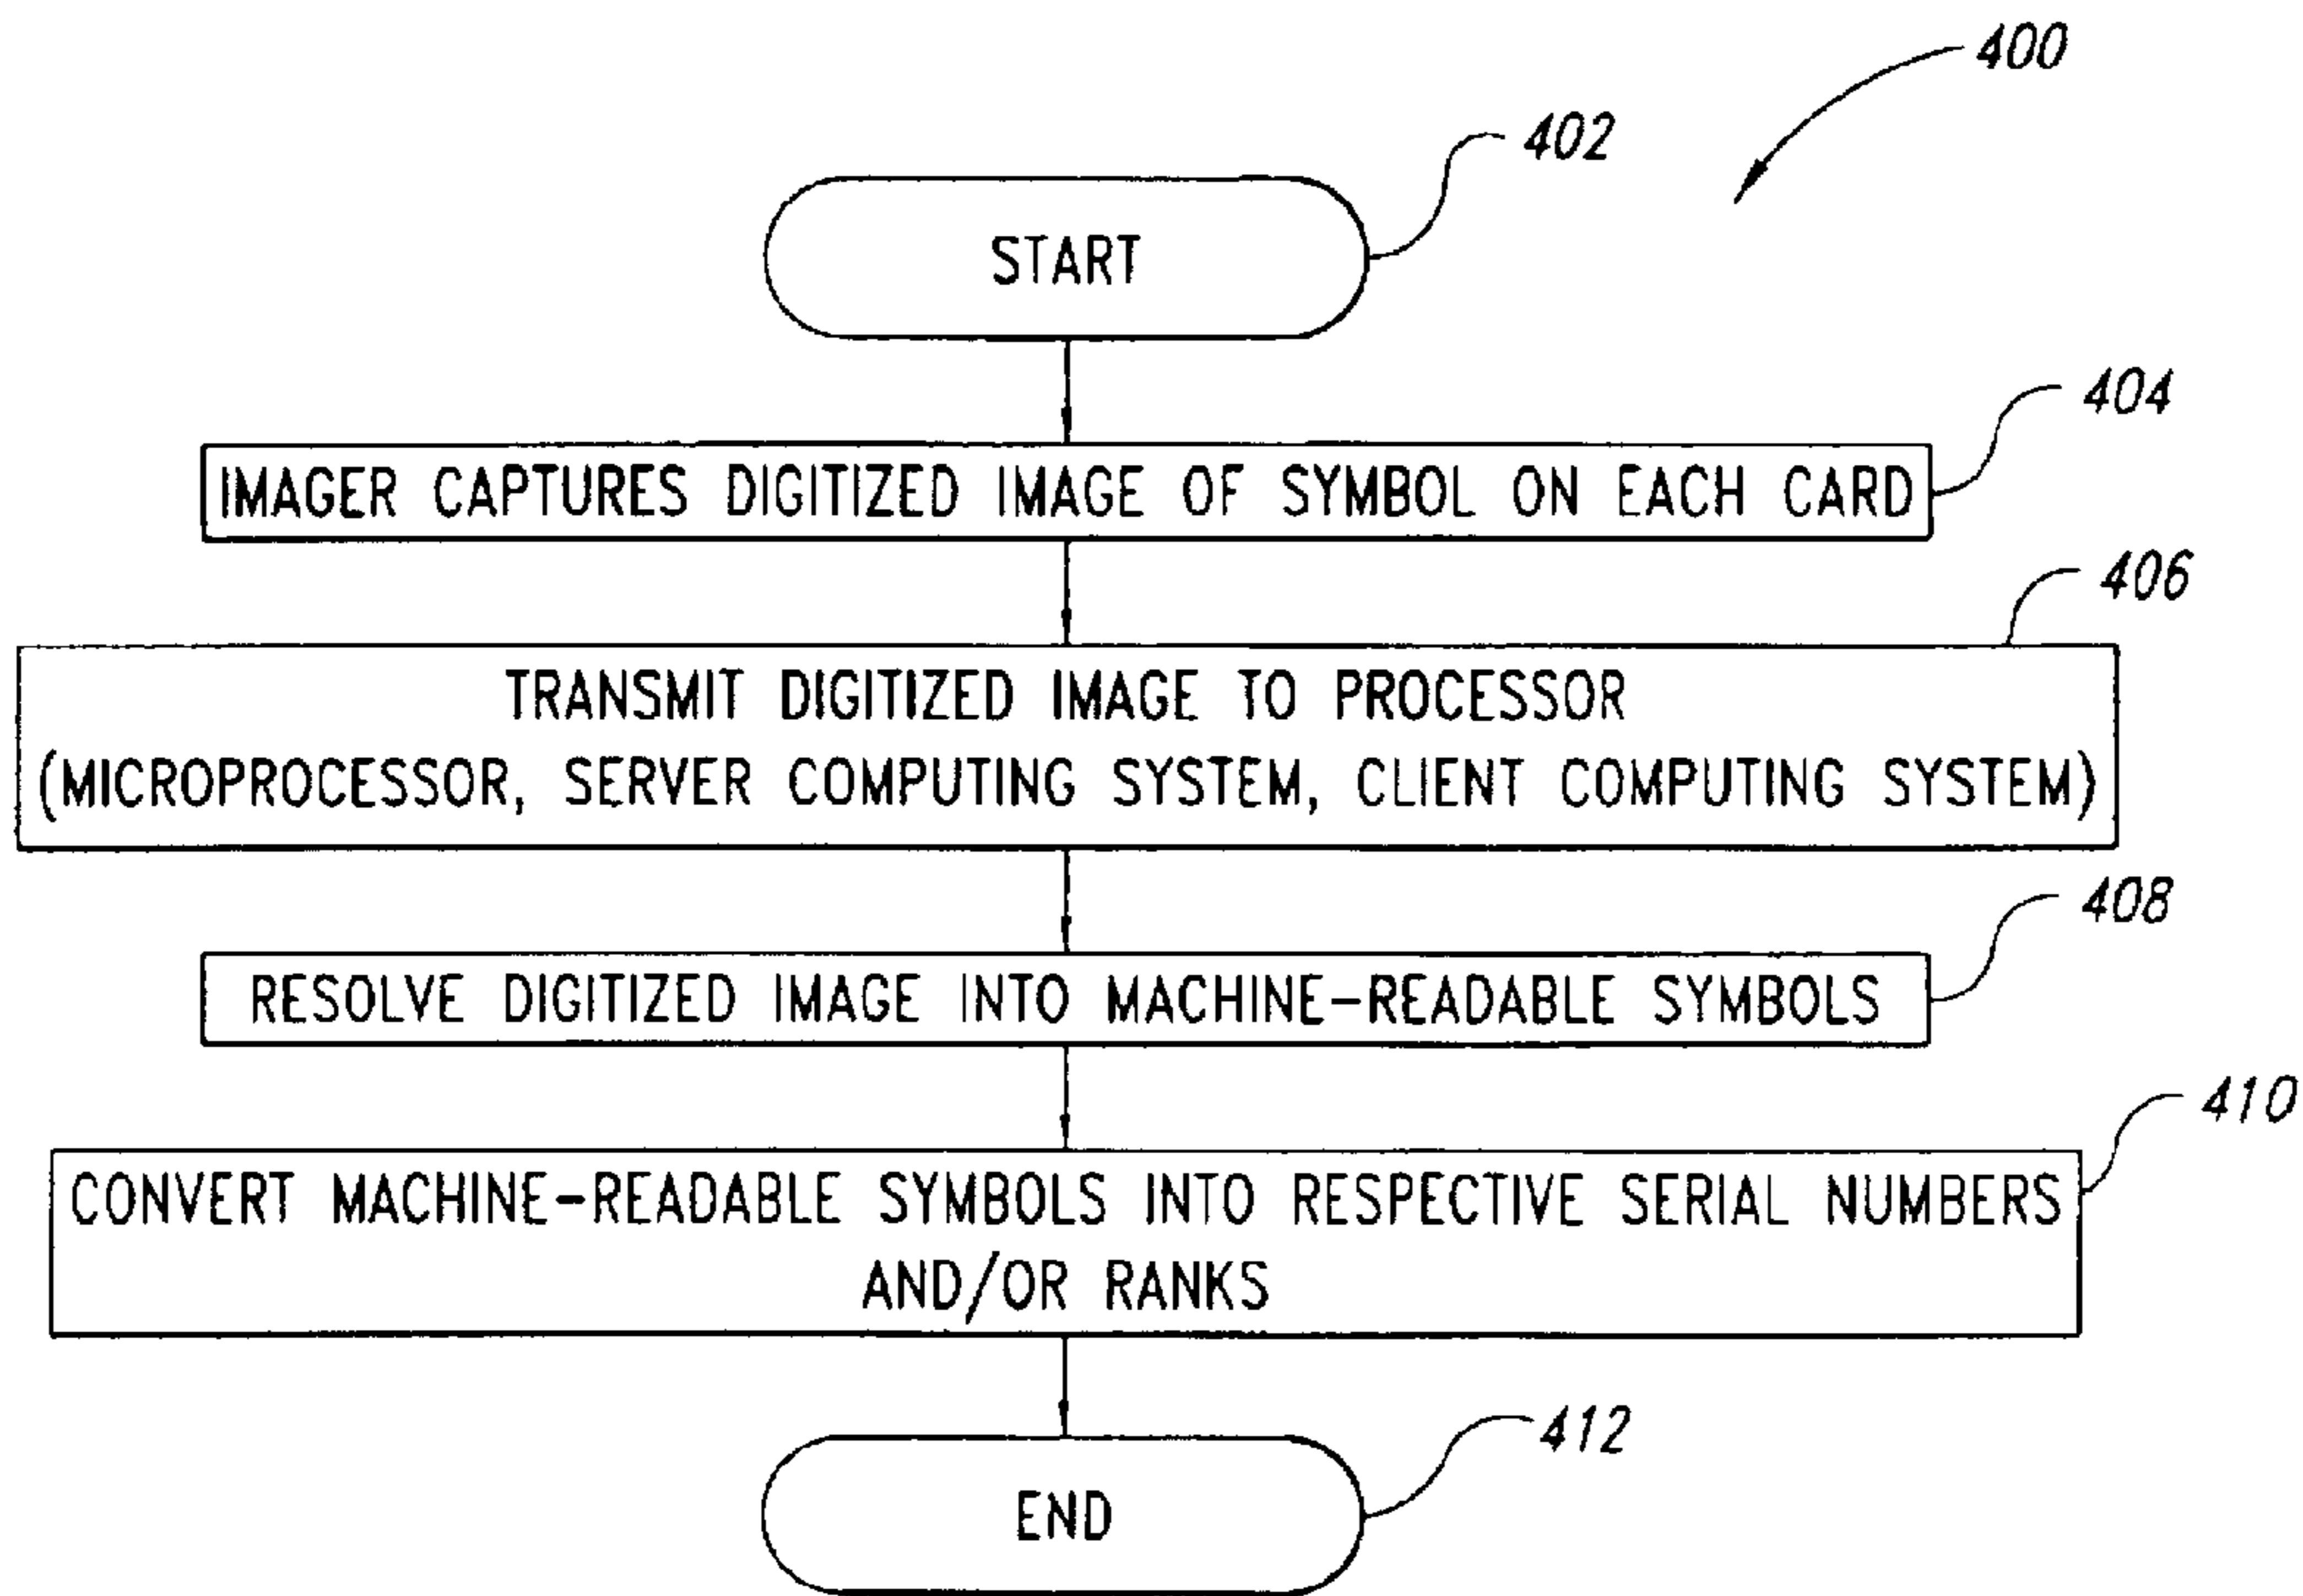 400
402
START
404
IMAGER CAPTURES DIGITIZED IMAGE OF SYMBOL ON EACH CARD
406
TRANSMIT DIGITIZED IMAGE TO PROCESSOR
(MICROPROCESSOR, SERVER COMPUTING SYSTEM, CLIENT COMPUTING SYSTEM)
408
RESOLVE DIGITIZED IMAGE INTO MACHINE-READABLE SYMBOLS
410
CONVERT MACHINE-READABLE SYMBOLS INTO RESPECTIVE SERIAL NUMBERS
AND/OR RANKS
412
END